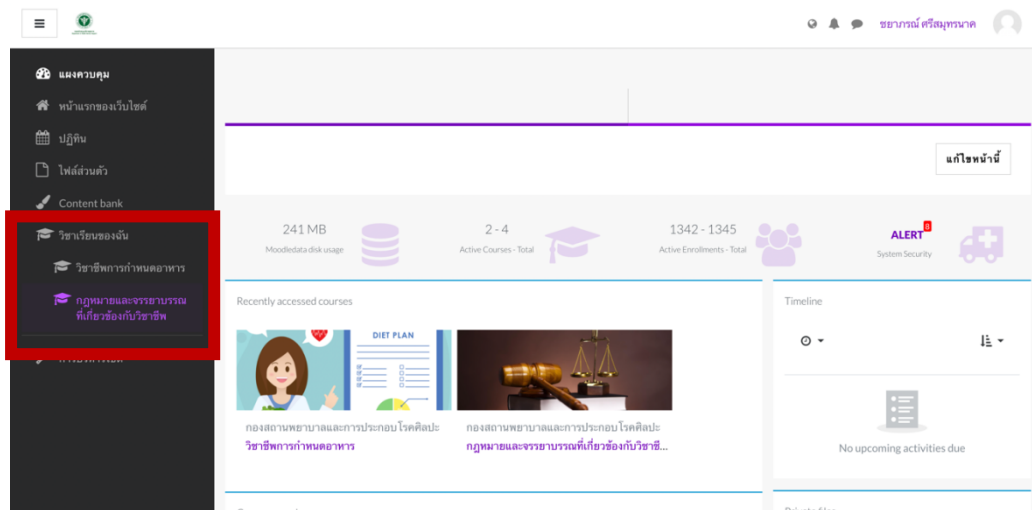 ชยาภรณ์ ศรีสมุทรนาค
แผงควบคุม
หน้าแรกของเว็บไซต์
ปฏิทิน
ไฟล์ส่วนตัว
Content bank
วิชาเรียนของฉัน
วิชาชีพการกำหนดอาหาร
กฎหมายและจรรยาบรรณ
ที่เกี่ยวข้องกับวิชาชีพ
แก้ไขหน้านี้
241 MB
Moodledata disk usage
2 - 4
Active Courses - Total
1342 - 1345
Active Enrollments - Total
ALERT 8
System Security
Recently accessed courses
DIET PLAN
กองสถานพยาบาลและการประกอบโรคศิลปะ
วิชาชีพการกำหนดอาหาร
กองสถานพยาบาลและการประกอบโรคศิลปะ
กฎหมายและจรรยาบรรณที่เกี่ยวข้องกับวิชาชี...
Timeline
No upcoming activities due